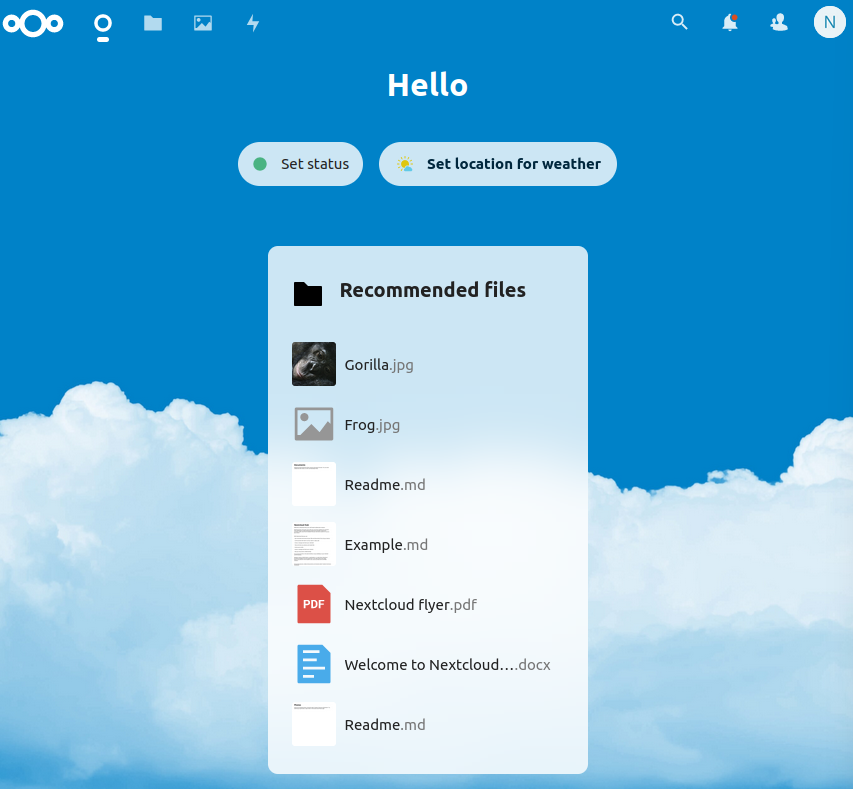 N
Hello
Set status
Set location for weather
Recommended files
Gorilla.jpg
Frog.jpg
Readme.md
Example.md
PDF
Nextcloud flyer.pdf
Welcome to Nextcloud….docx
Readme.md